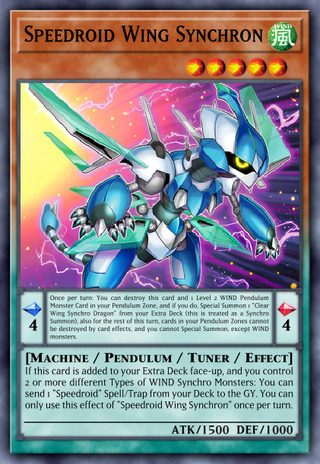 Speedroid Wing Synchron
WIND
風
Once per turn: You can destroy this card and 1 Level 2 WIND Pendulum
Monster Card in your Pendulum Zone, and if you do, Special Summon 1 "Clear
Wing Synchro Dragon" from your Extra Deck (this is treated as a Synchro
Summon), also for the rest of this turn, cards in your Pendulum Zones cannot
be destroyed by card effects, and you cannot Special Summon, except WIND
monsters.
4
4
[Machine / Pendulum / Tuner / Effect]
If this card is added to your Extra Deck face-up, and you control
2 or more different Types of WIND Synchro Monsters: You can
send 1 "Speedroid" Spell/Trap from your Deck to the GY. You can
only use this effect of "Speedroid Wing Synchron" once per turn.
ATK/1500 DEF/1000